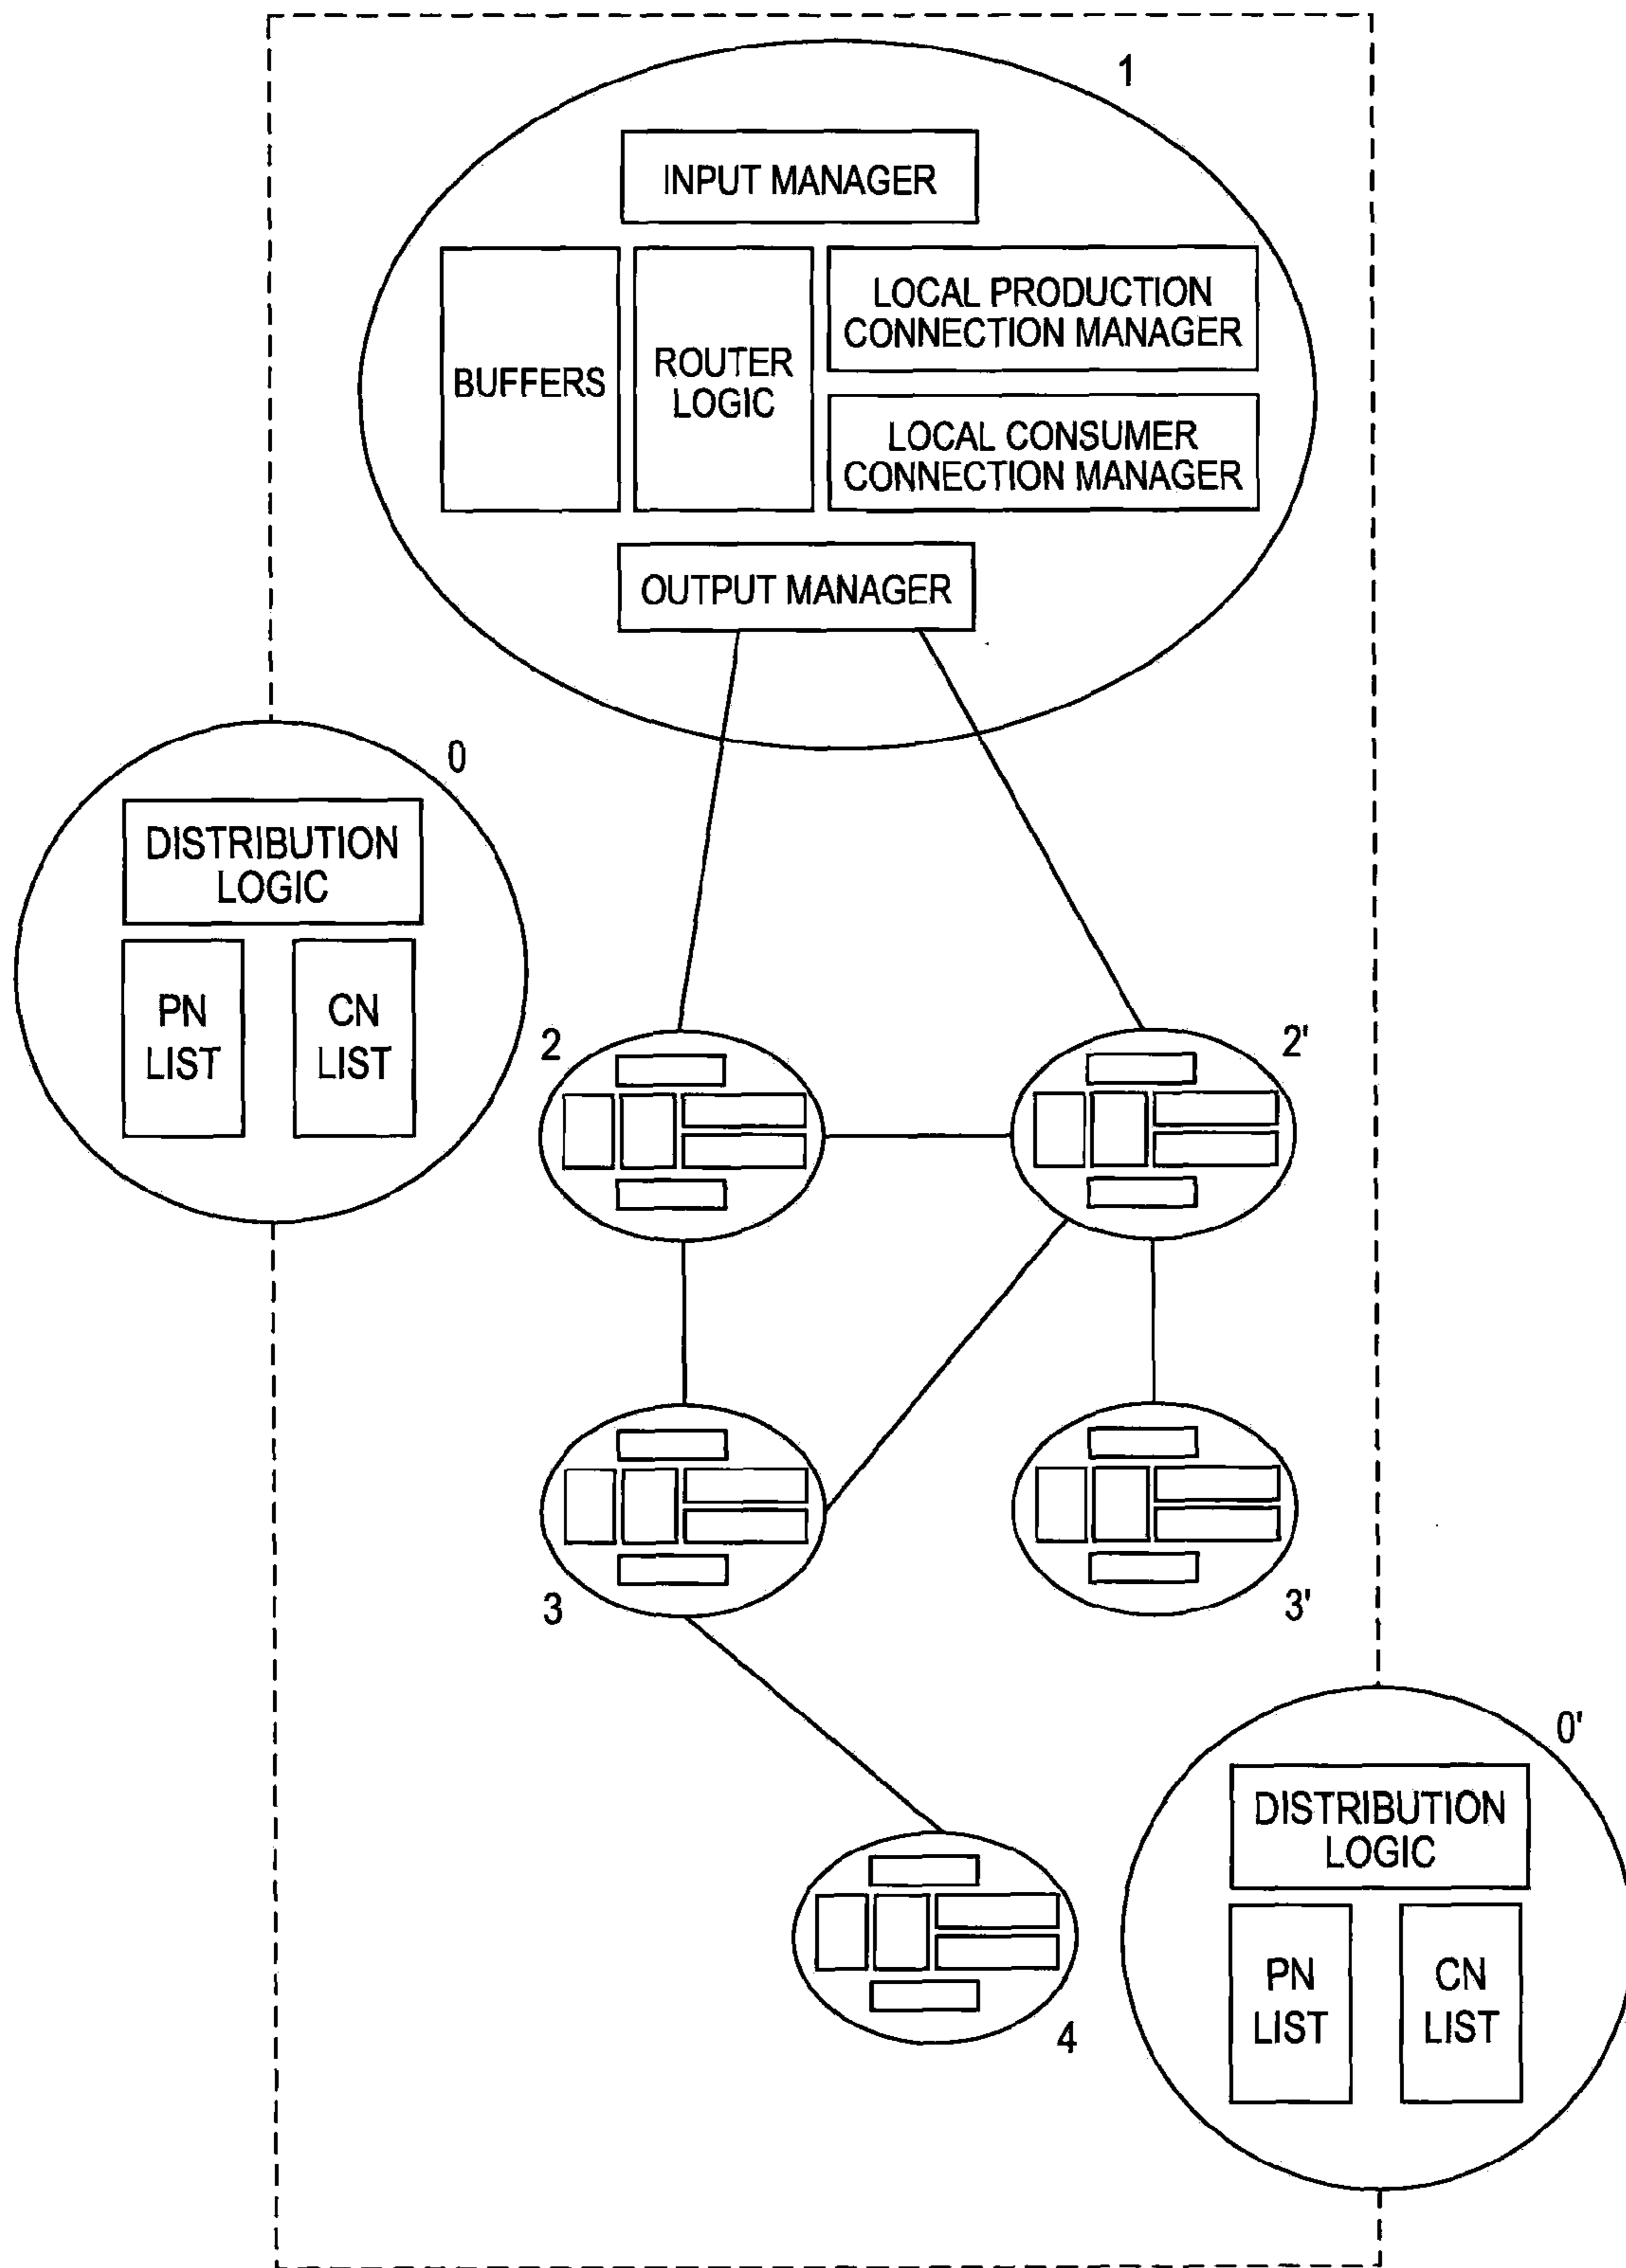 1
INPUT MANAGER
BUFFERS
ROUTER
LOGIC
LOCAL PRODUCTION
CONNECTION MANAGER
LOCAL CONSUMER
CONNECTION MANAGER
OUTPUT MANAGER
0
DISTRIBUTION
LOGIC
PN
LIST
CN
LIST
2
2'
3
3'
0'
DISTRIBUTION
LOGIC
PN
LIST
CN
LIST
4